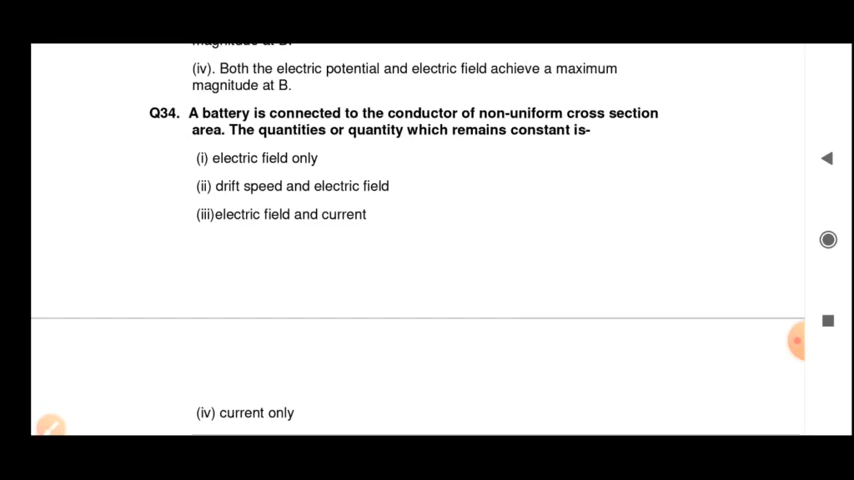 (iv). Both the electric potential and electric field achieve a maximum
magnitude at B.
Q34. A battery is connected to the conductor of non-uniform cross section
area. The quantities or quantity which remains constant is-
(i) electric field only
(ii) drift speed and electric field
(iii)electric field and current
(iv) current only